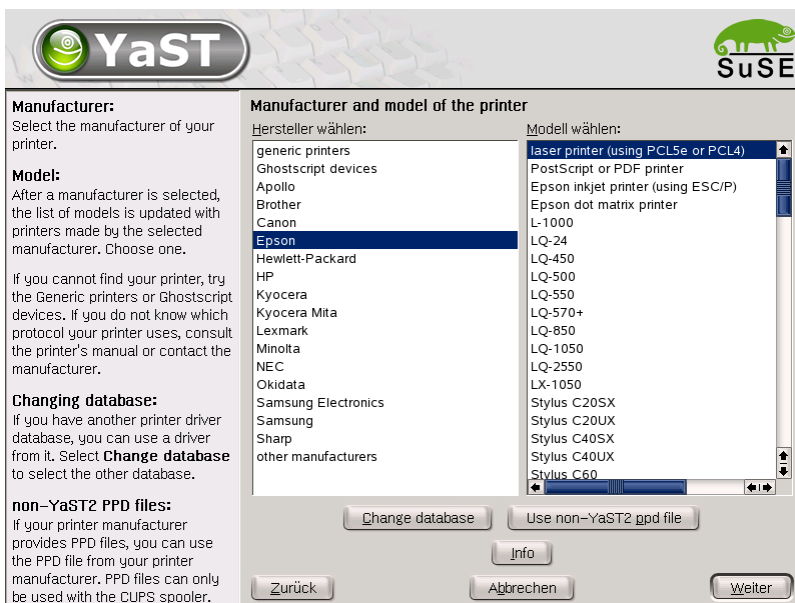 YaST
SuSE
Manufacturer:
Select the manufacturer of your
printer.
Model:
After a manufacturer is selected,
the list of models is updated with
printers made by the selected
manufacturer. Choose one.
If you cannot find your printer, try
the Generic printers or Ghostscript
devices. If you do not know which
protocol your printer uses, consult
the printer's manual or contact the
manufacturer.
Changing database:
If you have another printer driver
database, you can use a driver
from it. Select Change database
to select the other database.
non-YaST2 PPD files:
If your printer manufacturer
provides PPD files, you can use
the PPD file from your printer
manufacturer. PPD files can only
be used with the CUPS spooler.
Manufacturer and model of the printer
Hersteller wählen:
generic printers
Ghostscript devices
Apollo
Brother
Canon
Epson
Hewlett-Packard
HP
Kyocera
Kyocera Mita
Lexmark
Minolta
NEC
Okidata
Samsung Electronics
Samsung
Sharp
other manufacturers
Modell wählen:
laser printer (using PCL5e or PCL4)
PostScript or PDF printer
Epson inkjet printer (using ESC/P)
Epson dot matrix printer
L-1000
LQ-24
LQ-450
LQ-500
LQ-550
LQ-570+
LQ-850
LQ-1050
LQ-2550
LX-1050
Stylus C20SX
Stylus C20UX
Stylus C40SX
Stylus C40UX
Stylus C60
Change database
Use non-YaST2 ppd file
Info
Zurück
Abbrechen
Weiter